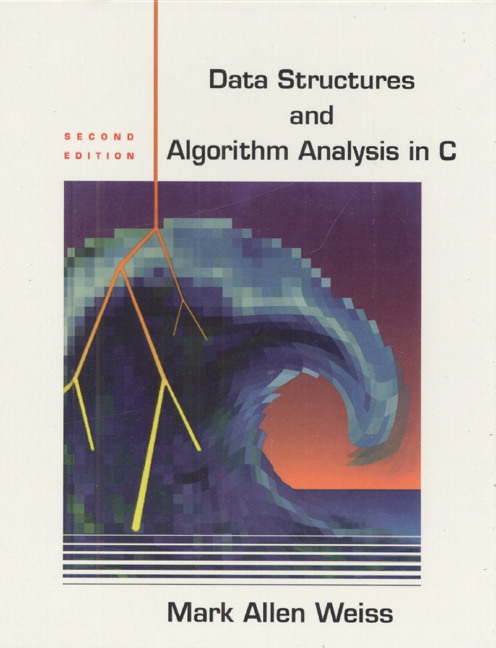 Data Structures
and
Algorithm Analysis in C
SECOND
EDITION
Mark Allen Weiss